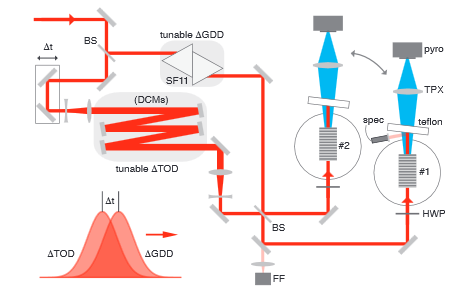 tunable ΔGDD
BS
Δt
SF11
pyro
(DCMs)
TPX
teflon
spec
#2
tunable ΔTOD
#1
Δt
HWP
BS
ΔTOD
ΔGDD
FF